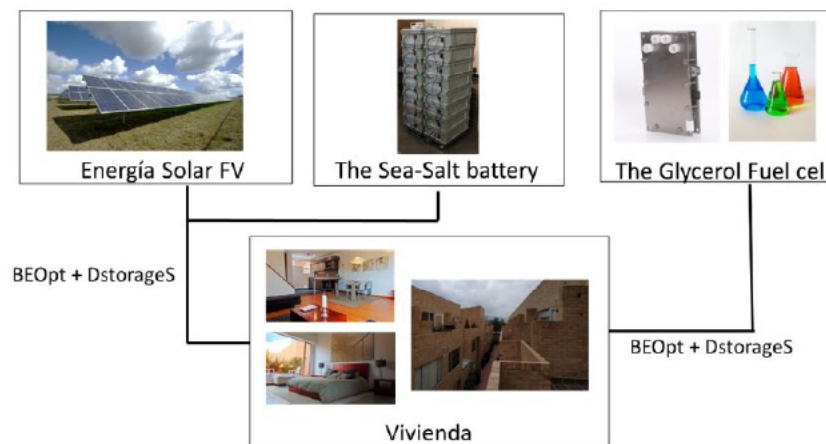 Energía Solar FV
The Sea-Salt battery
The Glycerol Fuel cel
BEOpt + DstorageS
BEOpt + DstorageS
Vivienda